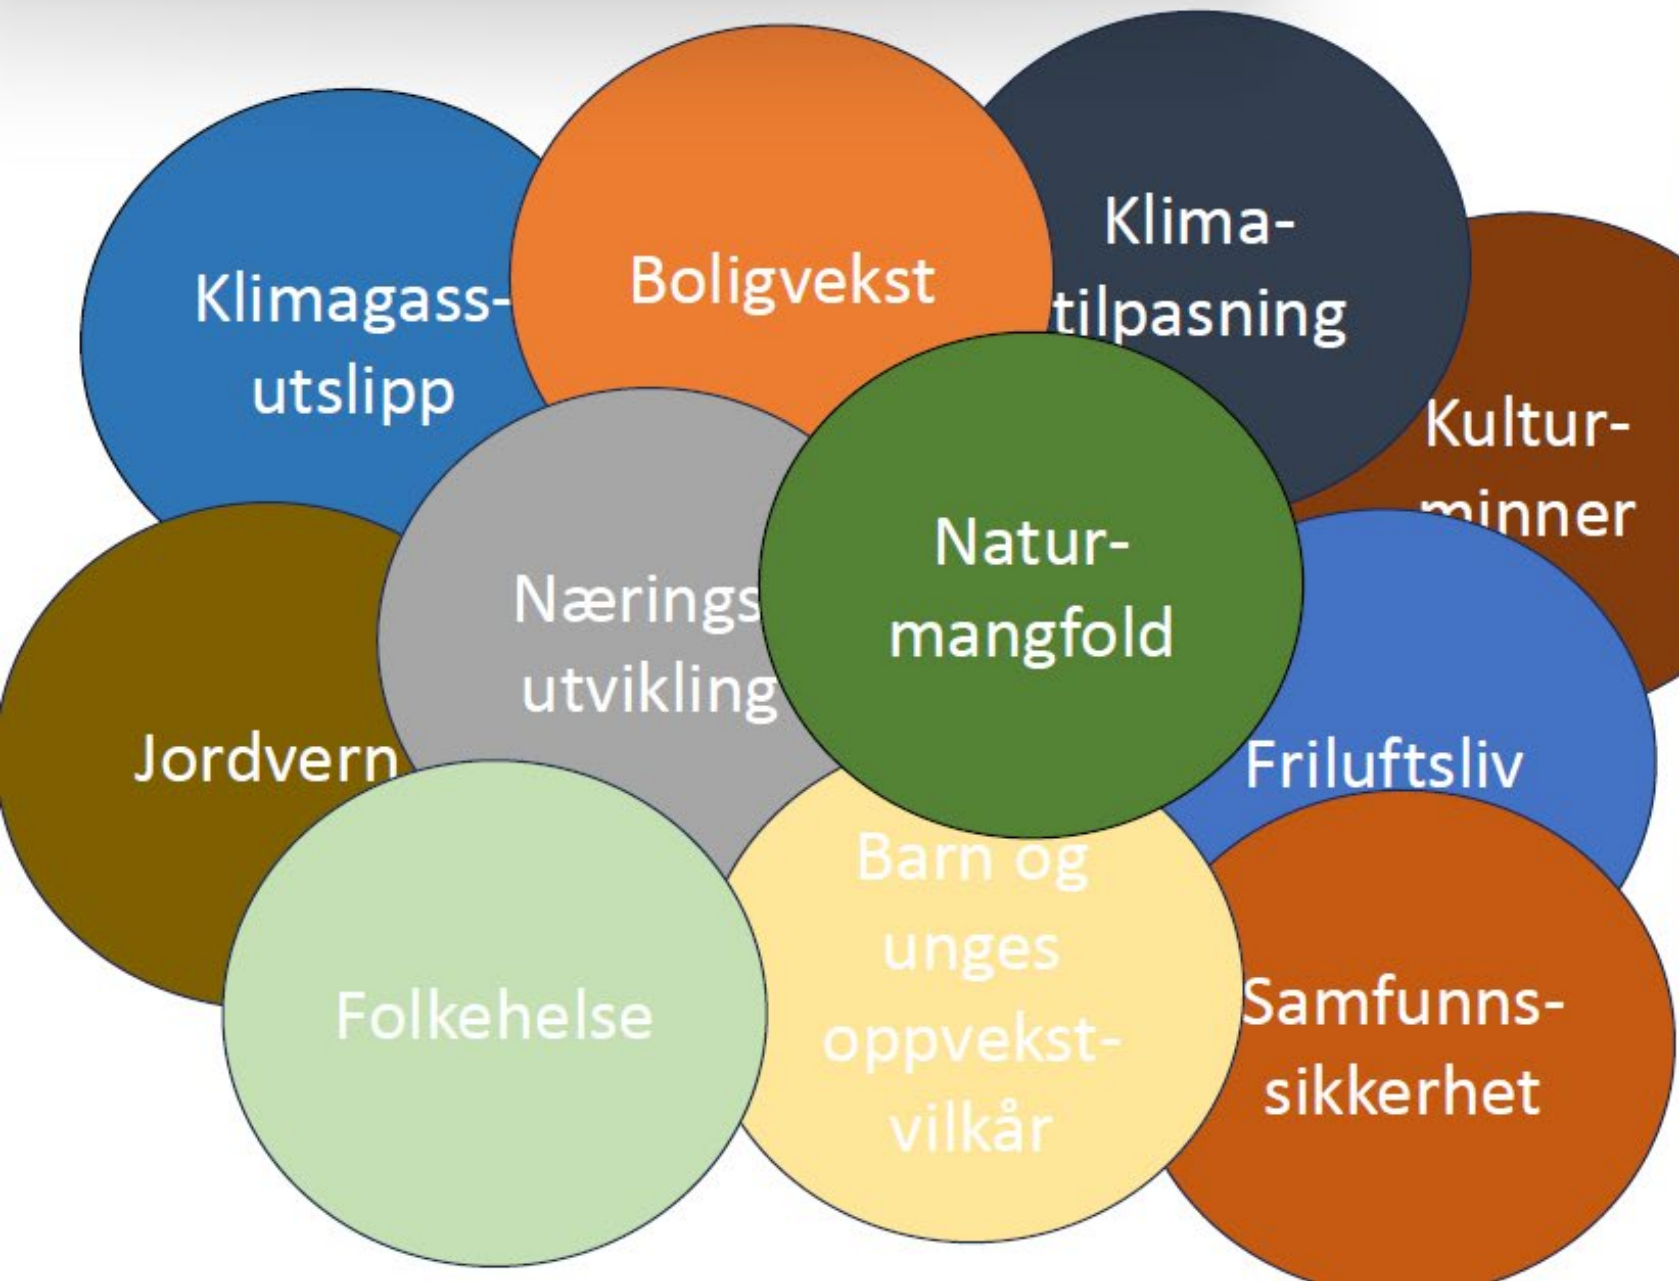 Klimagass-
utslipp
Boligvekst
Klima-
tilpasning
Kultur-
minner
Nærings
utvikling
Natur-
mangfold
Jordvern
Friluftsliv
Folkehelse
Barn og
unges
oppvekst-
vilkår
Samfunns-
sikkerhet